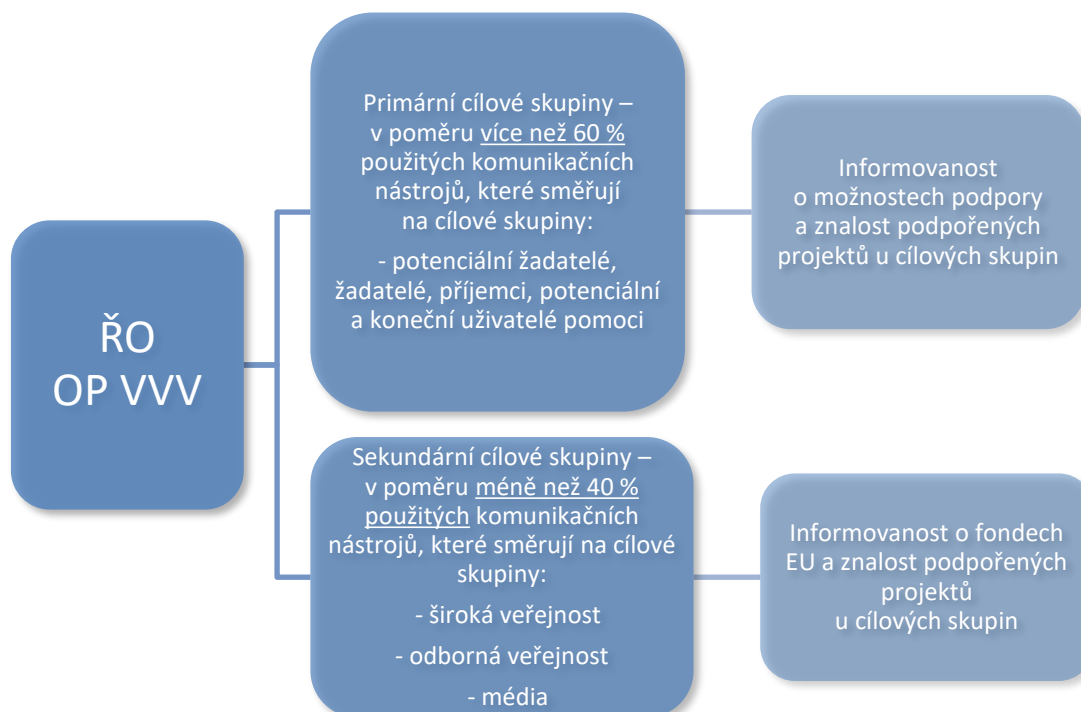 ŘO
OP VVV
Primární cílové skupiny –
v poměru více než 60 %
použitých komunikačních
nástrojů, které směřují
na cílové skupiny:
- potenciální žadatelé,
žadatelé, příjemci, potenciální
a koneční uživatelé pomoci
Informovanost
o možnostech podpory
a znalost podpořených
projektů u cílových skupin
Sekundární cílové skupiny –
v poměru méně než 40 %
použitých komunikačních
nástrojů, které směrují na cílové
skupiny:
- široká veřejnost
- odborná veřejnost
- média
Informovanost o fondech
EU a znalost podpořených
projektů
u cílových skupin